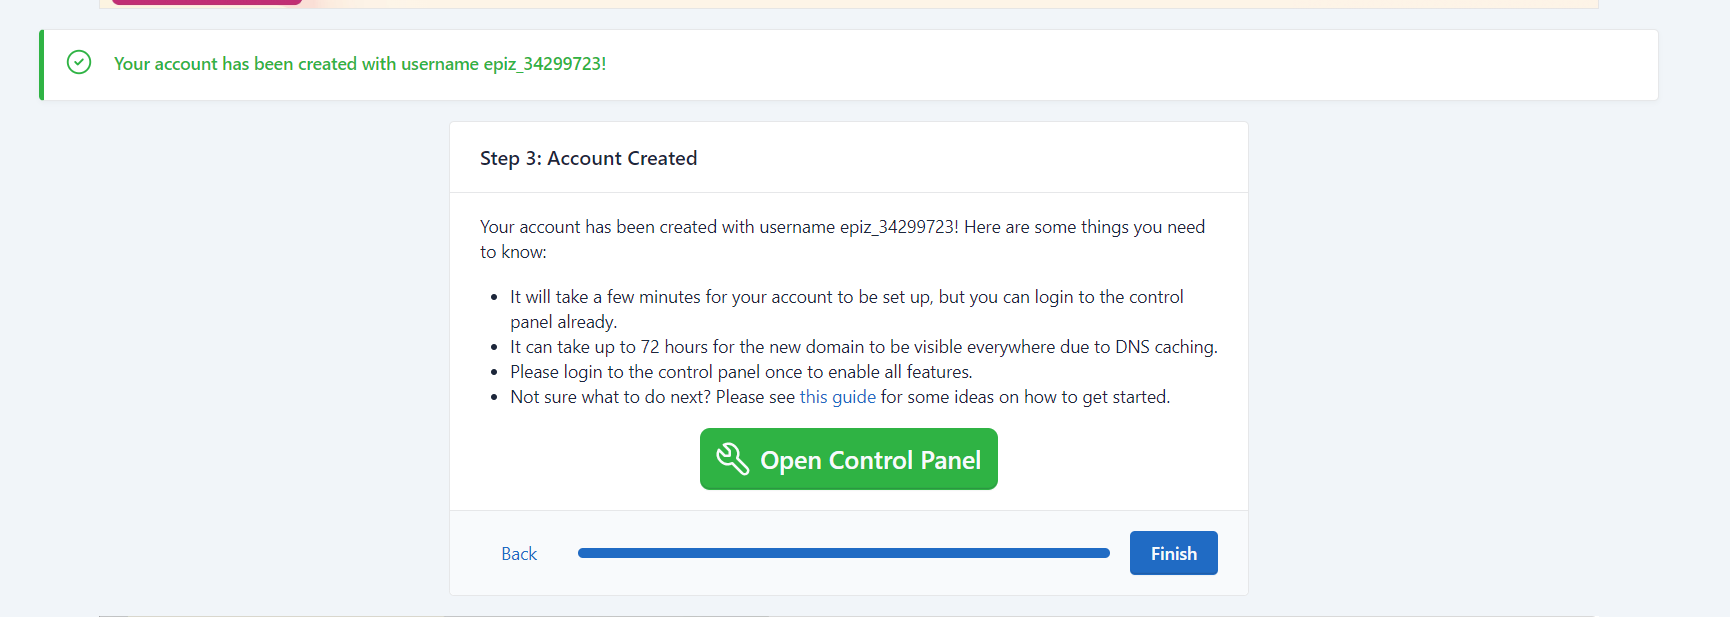 Your account has been created with username epiz_34299723!
Step 3: Account Created
Your account has been created with username epiz_34299723! Here are some things you need
to know:
It will take a few minutes for your account to be set up, but you can login to the control
panel already.
It can take up to 72 hours for the new domain to be visible everywhere due to DNS caching.
Please login to the control panel once to enable all features.
Not sure what to do next? Please see this guide for some ideas on how to get started.
Open Control Panel
Back
Finish